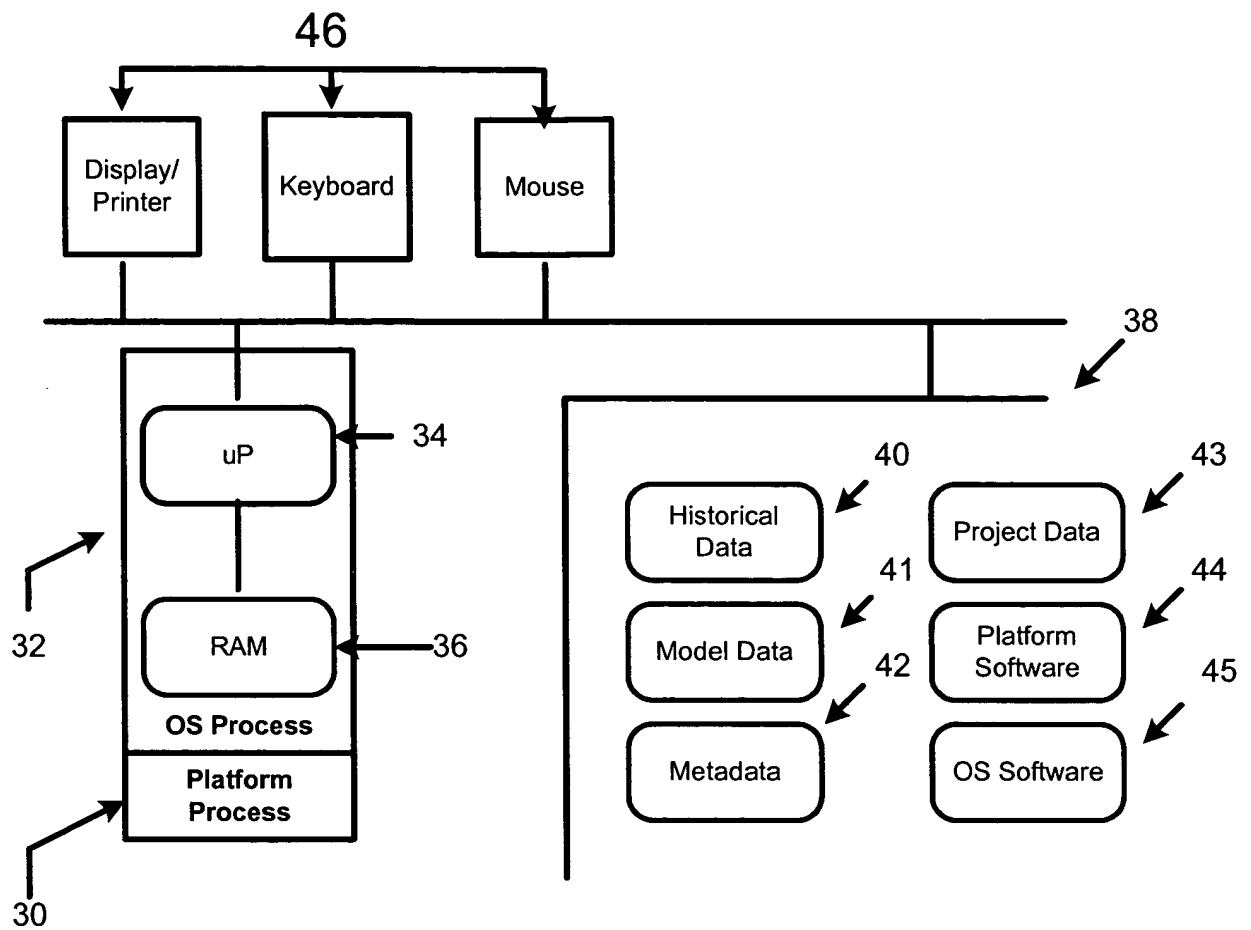 46
Display/
Printer
Keyboard
Mouse
38
uP
34
40
43
Historical
Data
Project Data
32
41
44
RAM
36
Model Data
Platform
Software
42
45
OS Process
Metadata
OS Software
Platform
Process
30